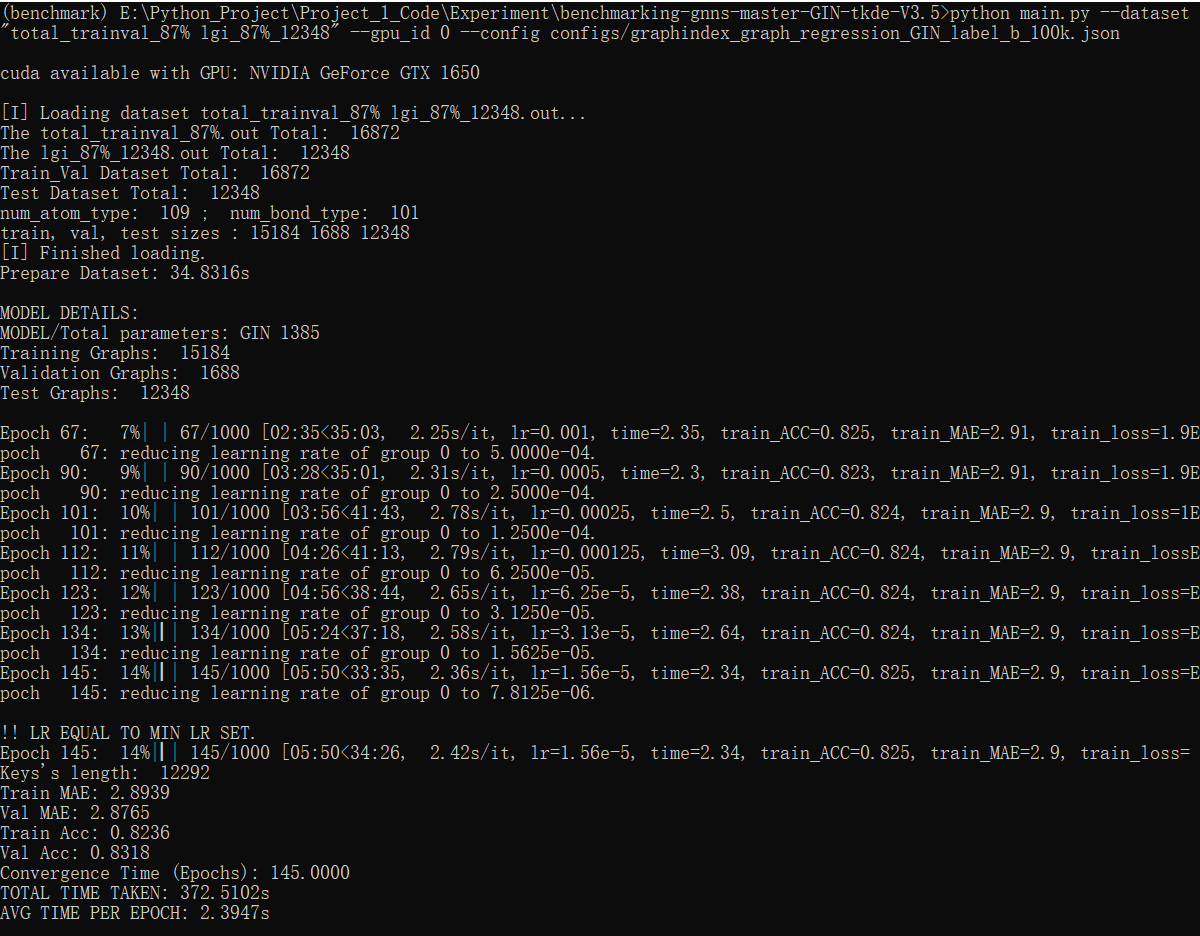 (benchmark) E:\Python_Project\Project_1_Code\Experiment\benchmarking-gnns-master-GIN-tkde-V3.5>python main.py --dataset
"total_trainval_87% lgi_87%_12348" --gpu_id 0 --config configs/graphindex_graph_regression_GIN_label_b_100k.json
cuda available with GPU: NVIDIA GeForce GTX 1650
[I] Loading dataset total_trainval_87% lgi_87%_12348.out...
The total_trainval_87%.out Total:  16872
The lgi_87%_12348.out Total:  12348
Train_Val Dataset Total:  16872
Test Dataset Total:  12348
num_atom_type:  109 ;  num_bond_type:  101
train, val, test sizes : 15184 1688 12348
[I] Finished loading.
Prepare Dataset: 34.8316s
MODEL DETAILS:
MODEL/Total parameters: GIN 1385
Training Graphs:  15184
Validation Graphs:  1688
Test Graphs:  12348
Epoch 67:   7%| | 67/1000 [02:35<35:03,  2.25s/it, lr=0.001, time=2.35, train_ACC=0.825, train_MAE=2.91, train_loss=1.9E
poch    67: reducing learning rate of group 0 to 5.0000e-04.
Epoch 90:   9%| | 90/1000 [03:28<35:01,  2.31s/it, lr=0.0005, time=2.3, train_ACC=0.823, train_MAE=2.91, train_loss=1.9E
poch    90: reducing learning rate of group 0 to 2.5000e-04.
Epoch 101:  10%| | 101/1000 [03:56<41:43,  2.78s/it, lr=0.00025, time=2.5, train_ACC=0.824, train_MAE=2.9, train_loss=1E
poch   101: reducing learning rate of group 0 to 1.2500e-04.
Epoch 112:  11%| | 112/1000 [04:26<41:13,  2.79s/it, lr=0.000125, time=3.09, train_ACC=0.824, train_MAE=2.9, train_lossE
poch   112: reducing learning rate of group 0 to 6.2500e-05.
Epoch 123:  12%| | 123/1000 [04:56<38:44,  2.65s/it, lr=6.25e-5, time=2.38, train_ACC=0.824, train_MAE=2.9, train_loss=E
poch   123: reducing learning rate of group 0 to 3.1250e-05.
Epoch 134:  13%|▏| 134/1000 [05:24<37:18,  2.58s/it, lr=3.13e-5, time=2.64, train_ACC=0.824, train_MAE=2.9, train_loss=E
poch   134: reducing learning rate of group 0 to 1.5625e-05.
Epoch 145:  14%|▏| 145/1000 [05:50<33:35,  2.36s/it, lr=1.56e-5, time=2.34, train_ACC=0.825, train_MAE=2.9, train_loss=E
poch   145: reducing learning rate of group 0 to 7.8125e-06.
!! LR EQUAL TO MIN LR SET.
Epoch 145:  14%|▏| 145/1000 [05:50<34:26,  2.42s/it, lr=1.56e-5, time=2.34, train_ACC=0.825, train_MAE=2.9, train_loss=
Keys's length:  12292
Train MAE: 2.8939
Val MAE: 2.8765
Train Acc: 0.8236
Val Acc: 0.8318
Convergence Time (Epochs): 145.0000
TOTAL TIME TAKEN: 372.5102s
AVG TIME PER EPOCH: 2.3947s